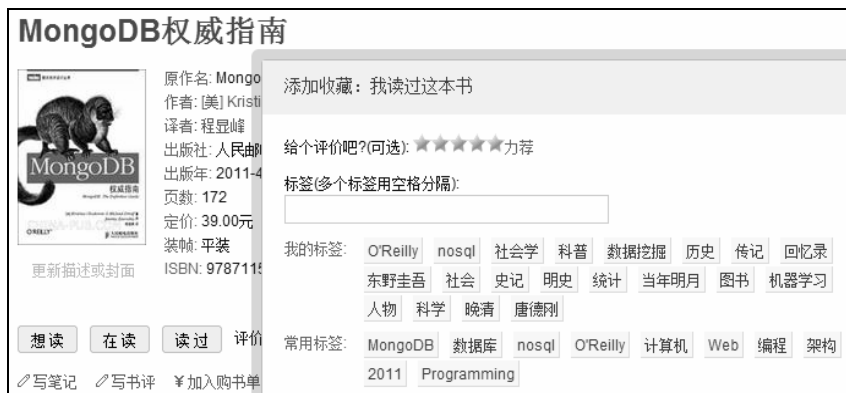 MongoDB权威指南
MongoDB
权威指南
O'REILLY
更新描述或封面
原作名: Mongo
作者: [美] Kristi
译者: 程显峰
出版社: 人民邮
出版年: 2011-4
页数: 172
定价: 39.00元
装帧: 平装
ISBN: 9787115
想读 在读 读过 评价
写笔记 写书评 ¥加入购书单
添加收藏：我读过这本书
给个评价吧?(可选): 力荐
标签(多个标签用空格分隔):
我的标签: O'Reilly nosql 社会学 科普 数据挖掘 历史 传记 回忆录
东野圭吾 社会 史记 明史 统计 当年明月 图书 机器学习
人物 科学 晚清 唐德刚
常用标签: MongoDB 数据库 nosql O'Reilly 计算机 Web 编程 架构
2011 Programming